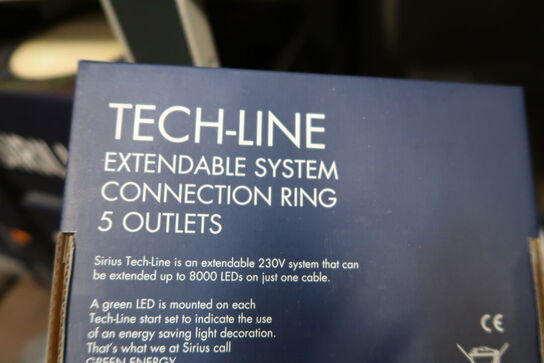 TECH-LINE
EXTENDABLE SYSTEM
CONNECTION RING
5 OUTLETS
Sirius Tech-Line is an extendable 230V system that can
be extended up to 8000 LEDs on just one cable.
A green LED is mounted on each
Tech-Line start set to indicate the use
of an energy saving light decoration.
That's what we at Sirius call
GREEN ENERGY
CE